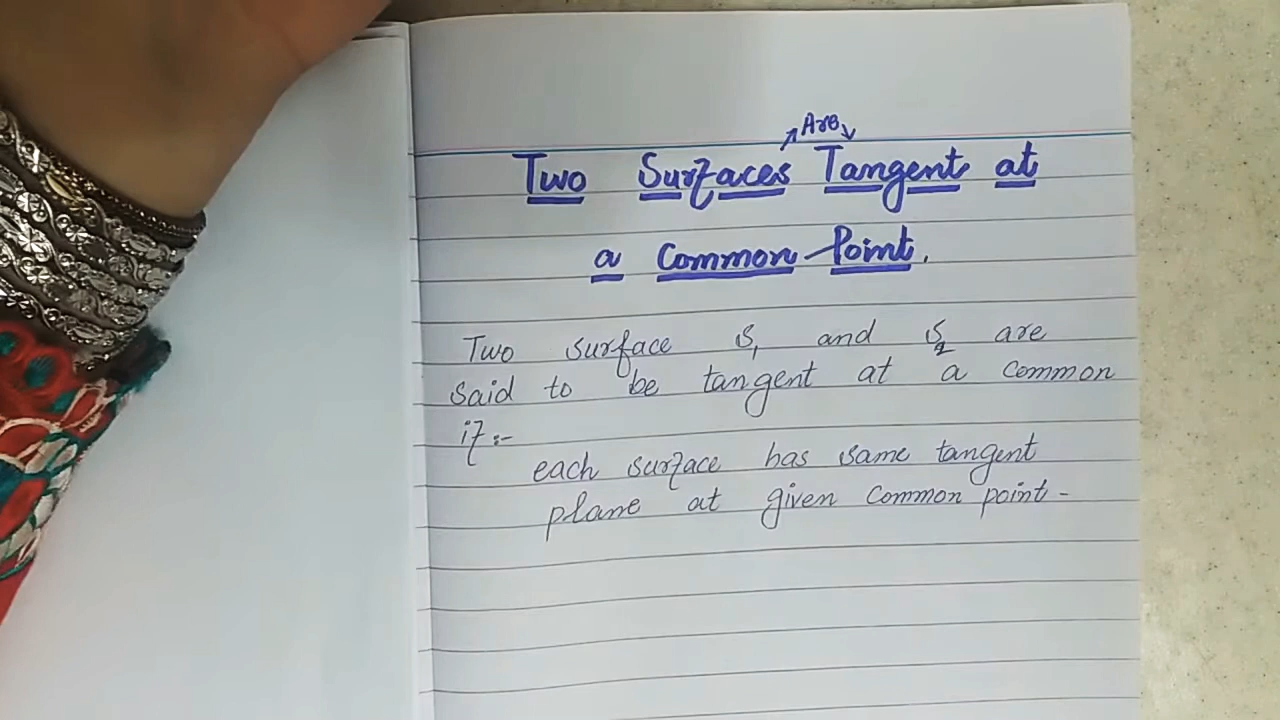 Are
Two Surfaces Tangent at
a Common Point.
Two surface S₁ and S₂ are
said to be tangent at a common
if :-
each surface has same tangent
plane at given common point -